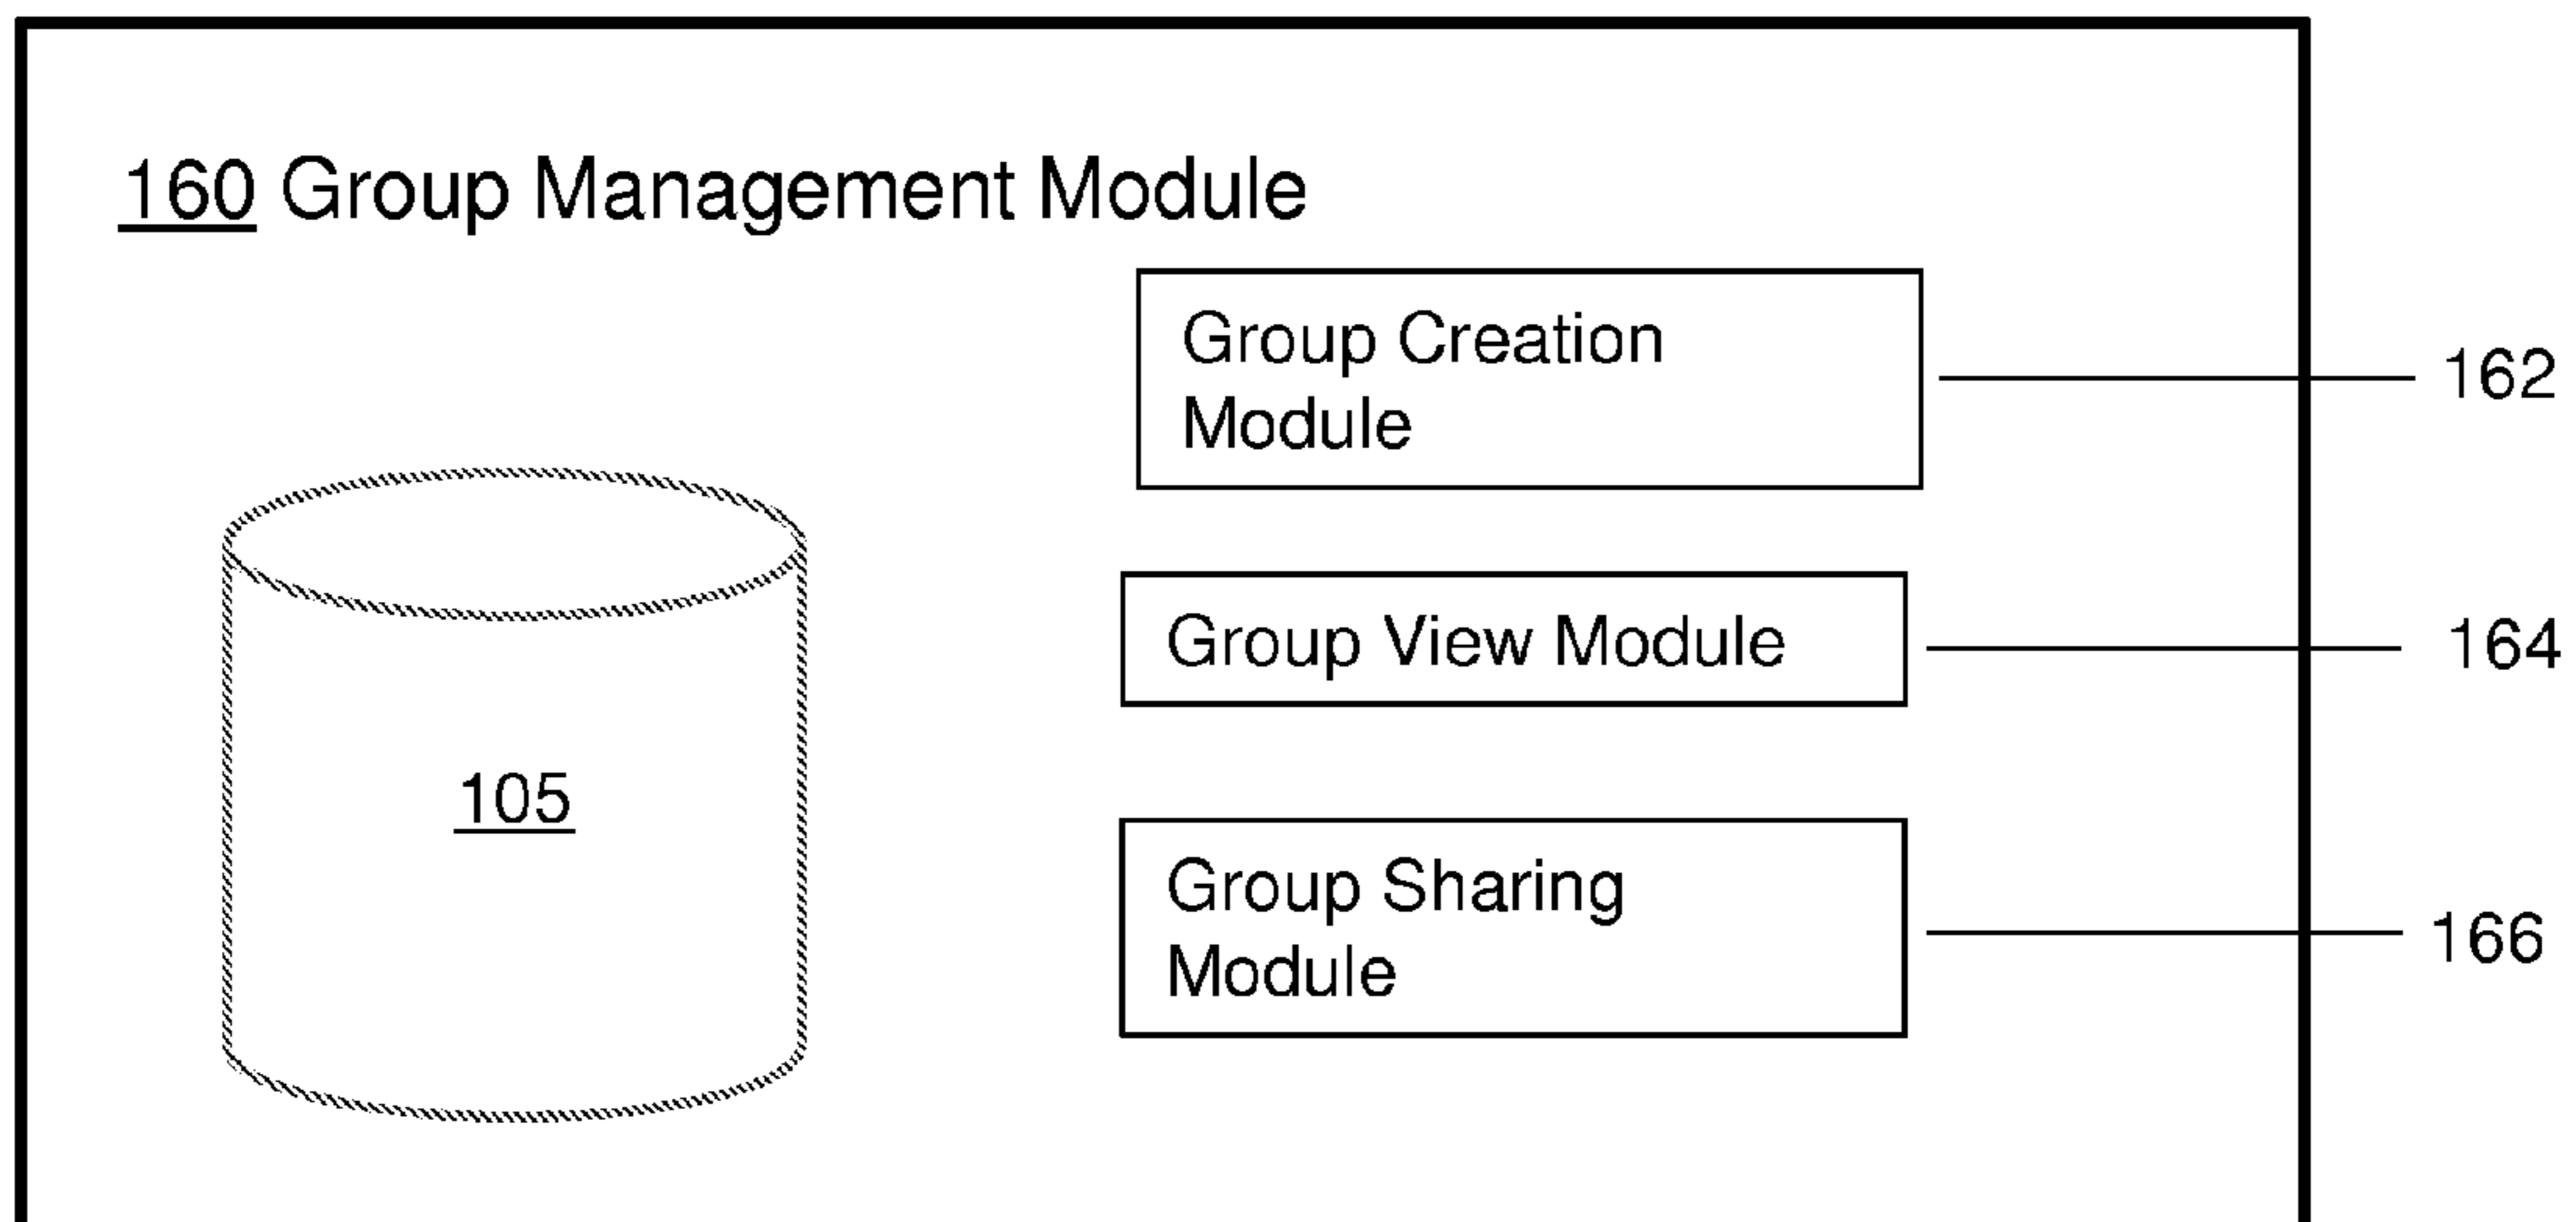 160 Group Management Module
Group Creation
Module
162
Group View Module
164
105
Group Sharing
Module
166